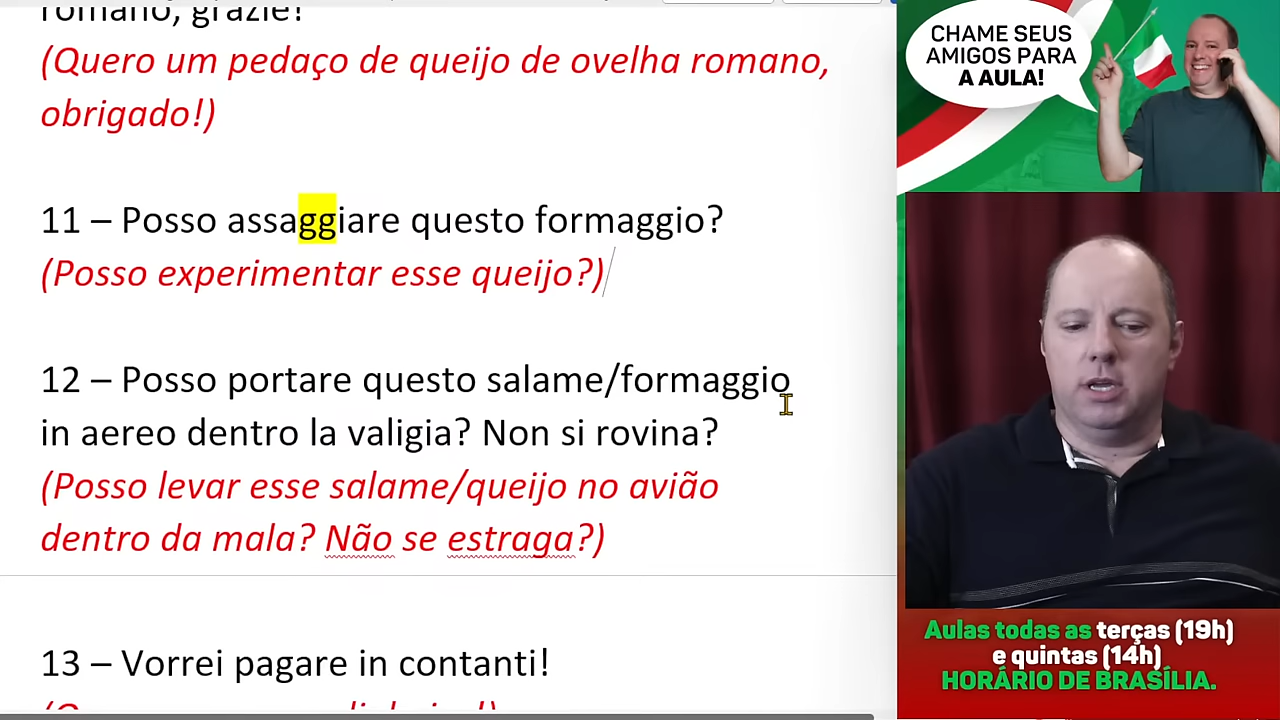 romano, grazie!
(Quero um pedaço de queijo de ovelha romano,
obrigado!)
11 – Posso assaggiare questo formaggio?
(Posso experimentar esse queijo?)
12 – Posso portare questo salame/formaggio
in aereo dentro la valigia? Non si rovina?
(Posso levar esse salame/queijo no avião
dentro da mala? Não se estraga?)
13 – Vorrei pagare in contanti!
CHAME SEUS
AMIGOS PARA
A AULA!
Aulas todas as terças (19h)
e quintas (14h)
HORÁRIO DE BRASÍLIA.